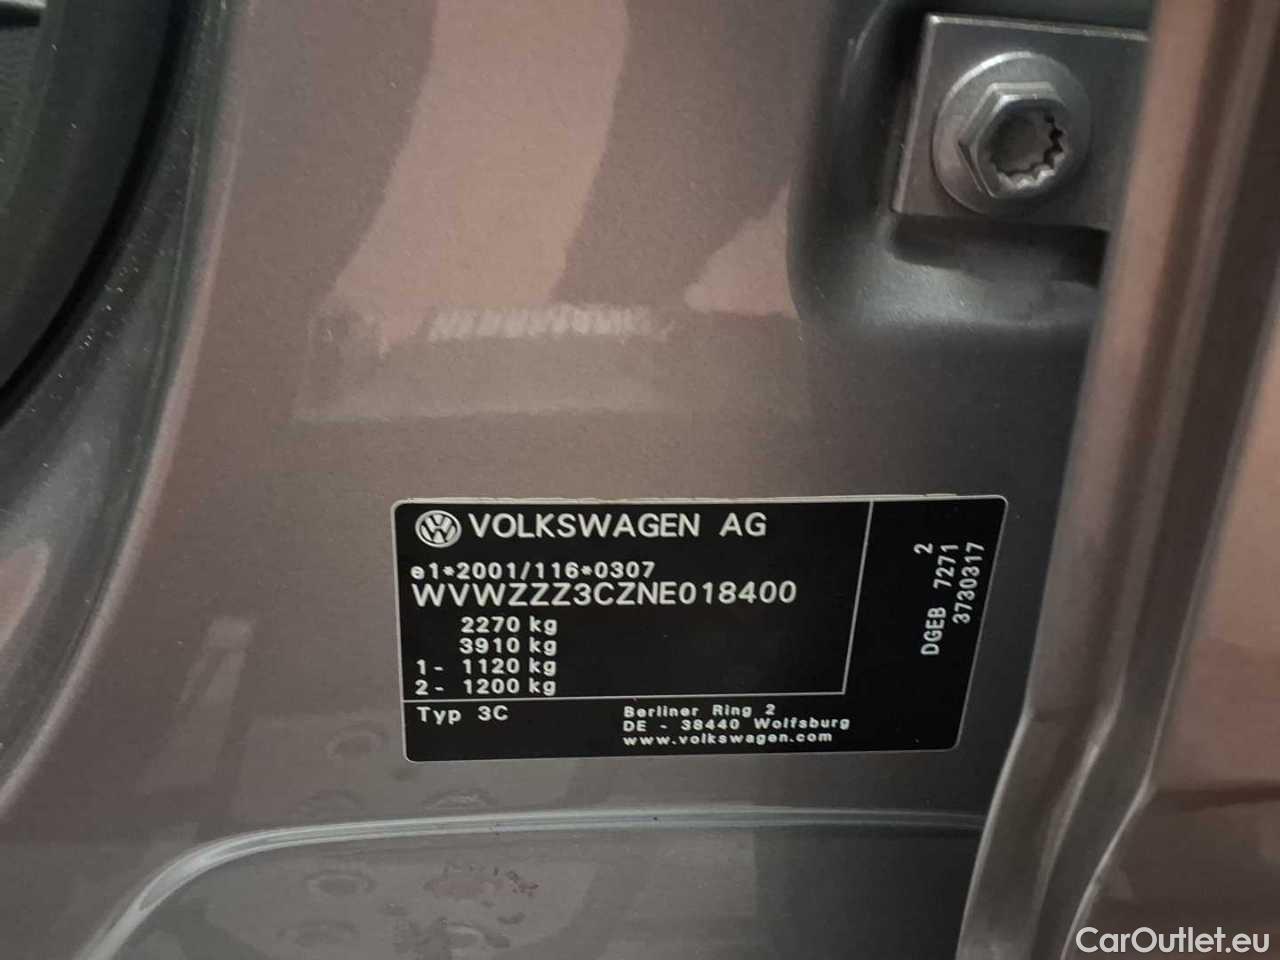 VOLKSWAGEN AG
e1*2001/116*0307
WVWZZZ3CZNE018400
2270 kg
3910 kg
1- 1120 kg
2- 1200 kg
Typ 3C
Berliner Ring 2
DE - 38440 Wolfsburg
www.volkswagen.com
2
DGEB 7271
3730317
CarOutlet.eu